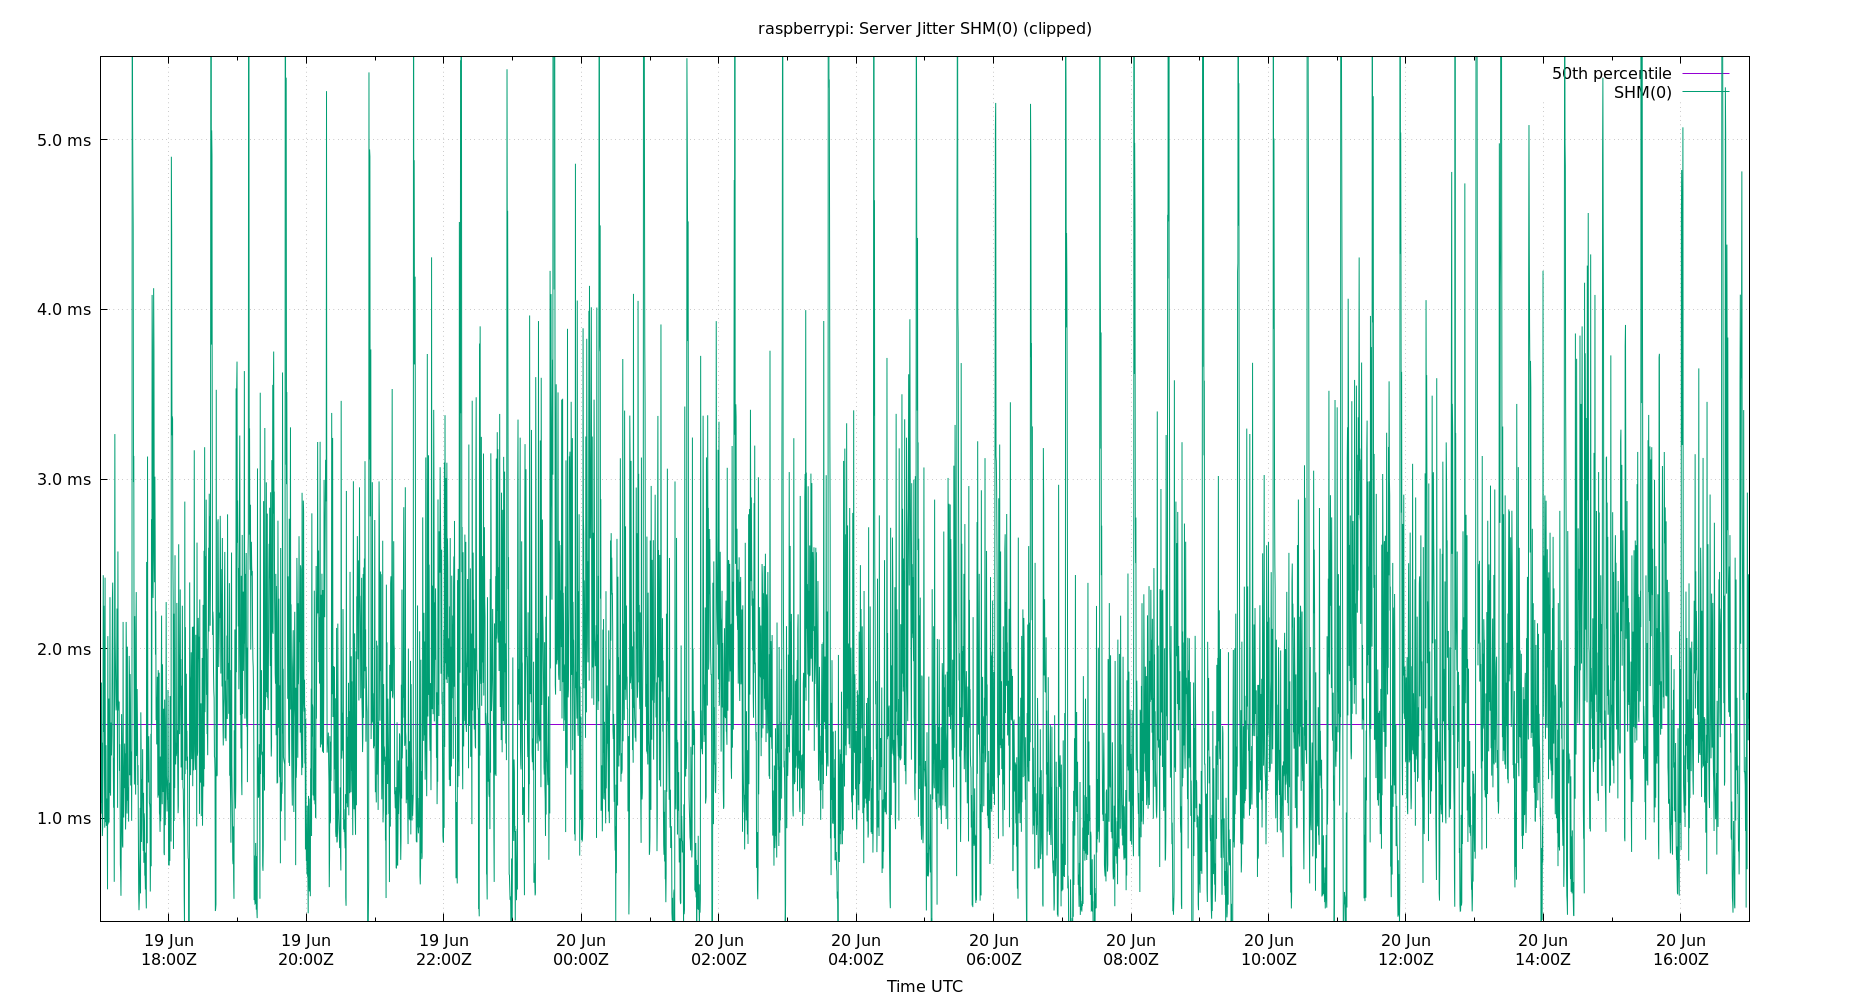 raspberrypi: Server Jitter SHM(0) (clipped)
50th percentile
SHM(0)
5.0 ms
4.0 ms
3.0 ms
2.0 ms
1.0 ms
19 Jun 19 Jun 19 Jun 20 Jun 20 Jun 20 Jun 20 Jun 20 Jun 20 Jun 20 Jun 20 Jun 20 Jun
18:00Z 20:00Z 22:00Z 00:00Z 02:00Z 04:00Z 06:00Z 08:00Z 10:00Z 12:00Z 14:00Z 16:00Z
Time UTC